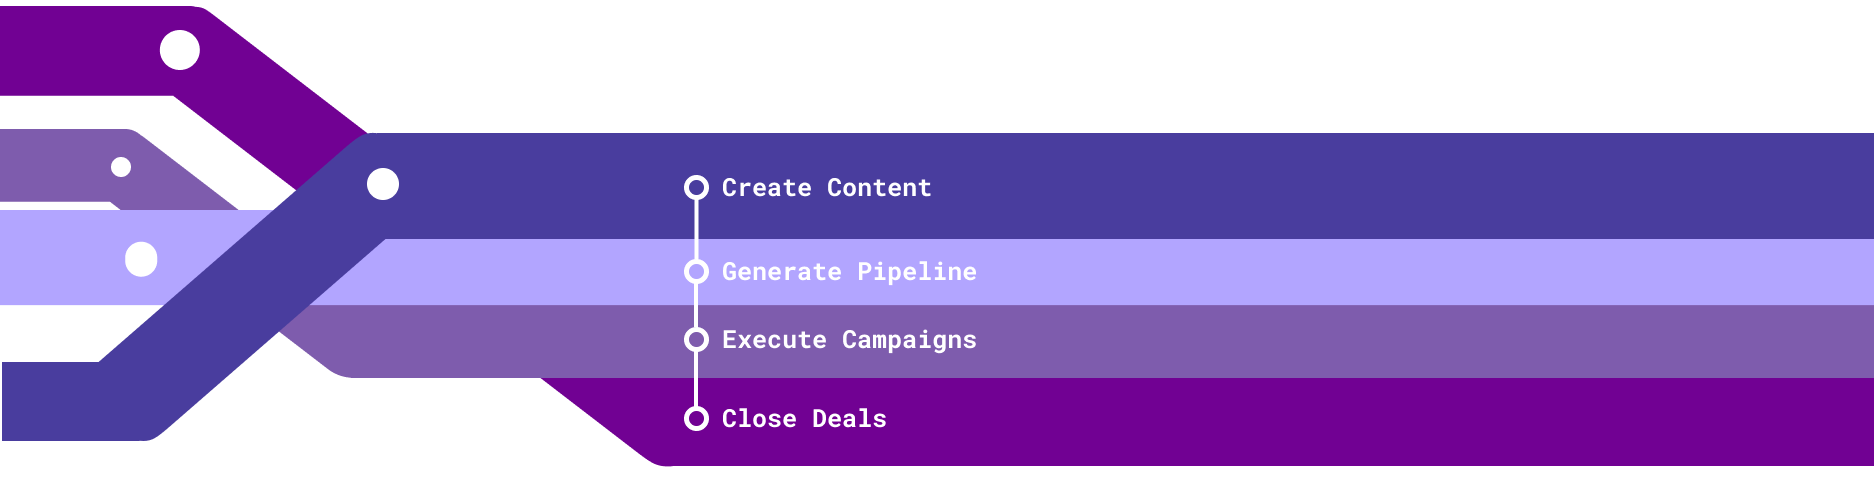 Create Content
Generate Pipeline
Execute Campaigns
Close Deals